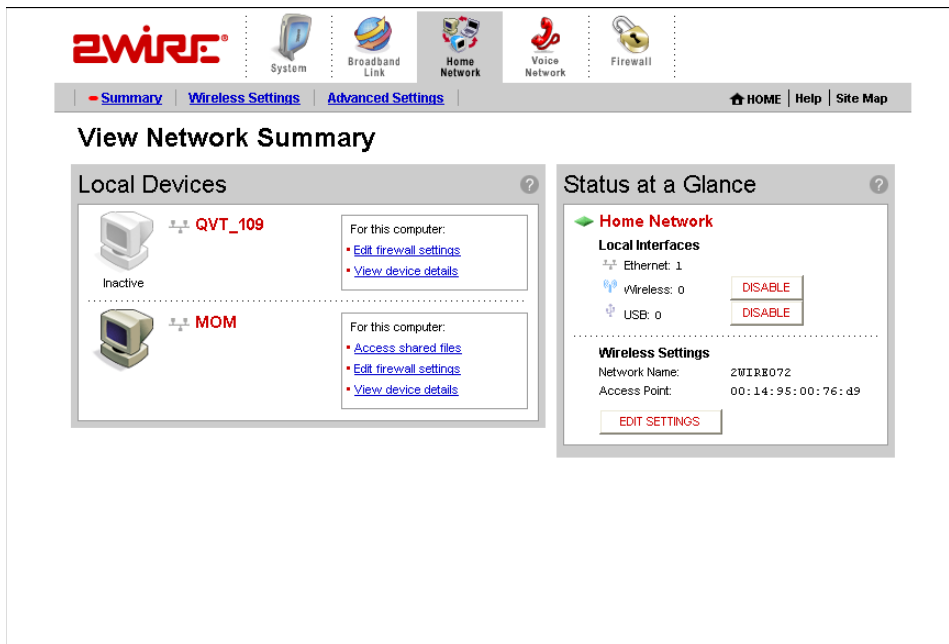 2WIRE®
System
Broadband Link
Home Network
Voice Network
Firewall
Summary | Wireless Settings | Advanced Settings
HOME | Help | Site Map
View Network Summary
Local Devices ?
QVT_109
Inactive
For this computer:
Edit firewall settings
View device details
MOM
For this computer:
Access shared files
Edit firewall settings
View device details
Status at a Glance ?
Home Network
Local Interfaces
Ethernet: 1
Wireless: 0 DISABLE
USB: 0 DISABLE
Wireless Settings
Network Name: 2WIRE072
Access Point: 00:14:95:00:76:d9
EDIT SETTINGS